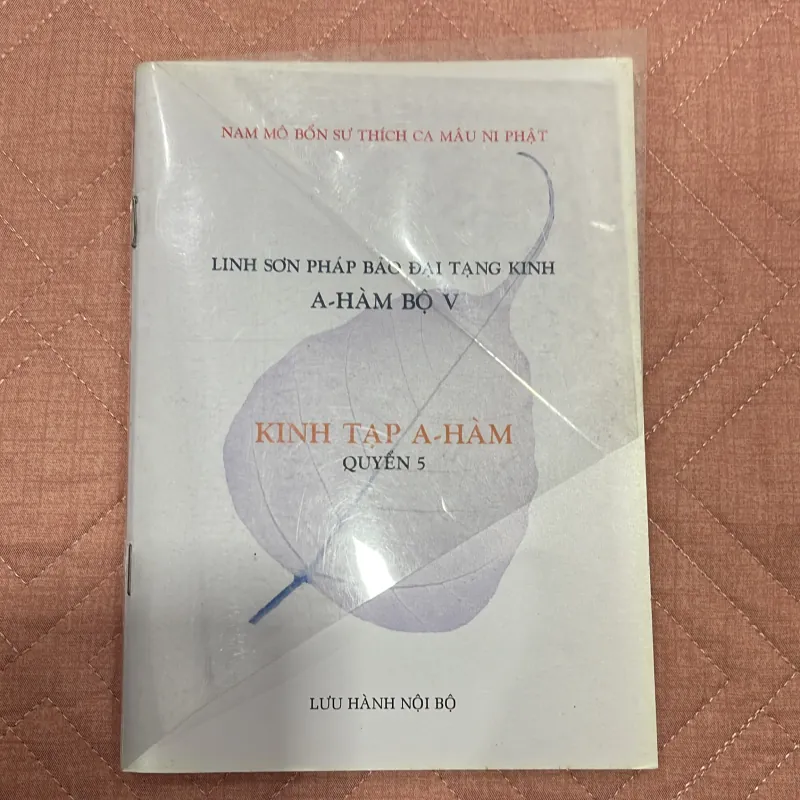 NAM MÔ BỔN SƯ THÍCH CA MÂU NI PHẬT
LINH SƠN PHÁP BẢO ĐẠI TẠNG KINH
A-HÀM BỘ V
KINH TẠP A-HÀM
QUYỂN 5
LƯU HÀNH NỘI BỘ